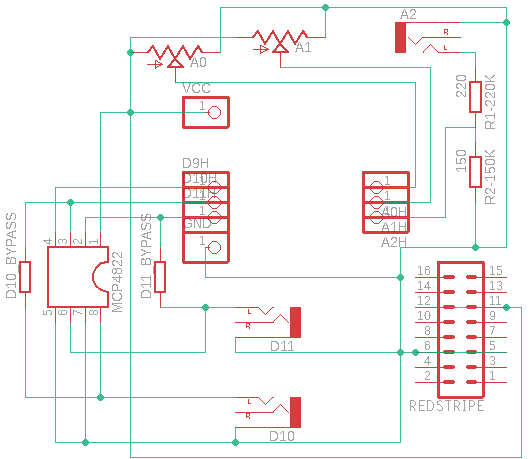 A2
R
L
A0
A1
220
R1-220K
VCC
1
150
R2-150K
D9H
D10H
D11H
1
1
1
GND
1
1
1
1
A0H
A1H
A2H
D10 BYPASS
D11 BYPASS
4
3
2
1
MCP4822
5
6
7
8
16
15
14
13
12
11
10
9
8
7
6
5
4
3
2
1
REDSTRIPE
L
R
D11
L
R
D10